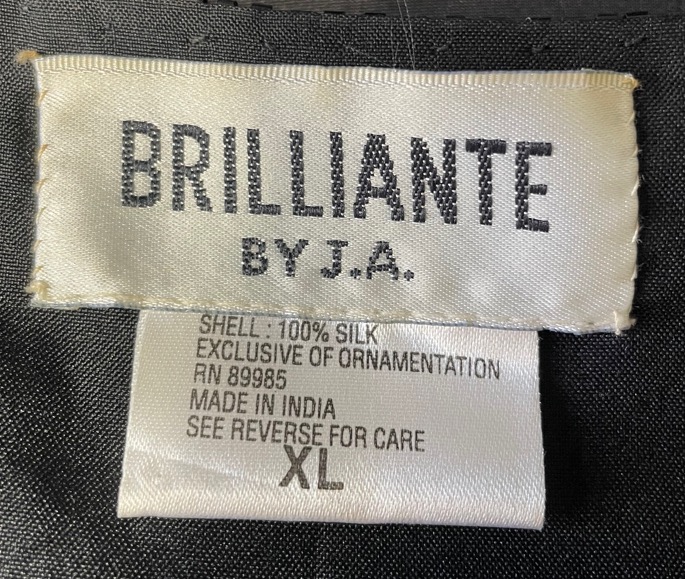 BRILLIANTE
BY J.A.
SHELL : 100% SILK
EXCLUSIVE OF ORNAMENTATION
RN 89985
MADE IN INDIA
SEE REVERSE FOR CARE
XL